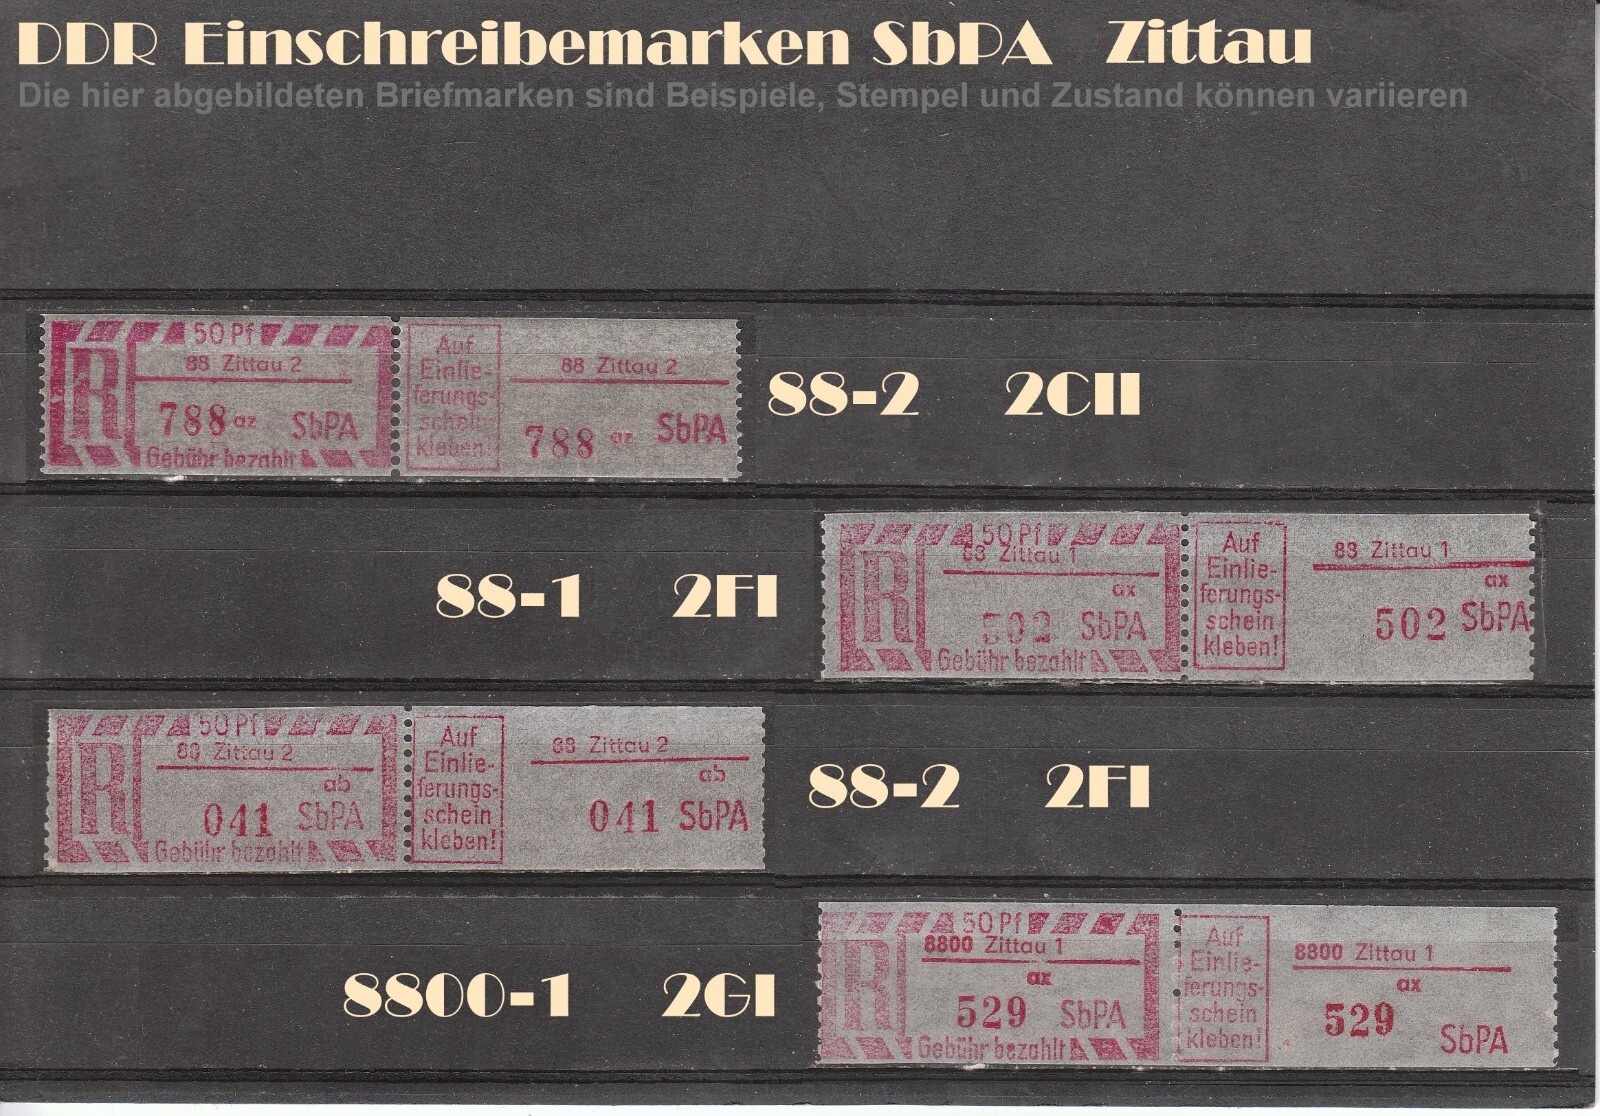 DDR Einschreibemarken SbPA Zittau
Die hier abgebildeten Briefmarken sind Beispiele, Stempel und Zustand können variieren
50 Pf
88 Zittau 2
R
788 az SbPA
Gebühr bezahlt
Auf
Einlie-
ferungs-
schein
kleben!
88 Zittau 2
788 az SbPA
88-2 2CII
88-1 2FI
50 Pf
88 Zittau 1
ax
R
502 SbPA
Gebühr bezahlt
Auf
Einlie-
ferungs-
schein
kleben!
88 Zittau 1
ax
502 SbPA
50 Pf
88 Zittau 2
ab
R
041 SbPA
Gebühr bezahlt
Auf
Einlie-
ferungs-
schein
kleben!
88 Zittau 2
ab
041 SbPA
88-2 2FI
8800-1 2GI
50 Pf
8800 Zittau 1
ax
R
529 SbPA
Gebühr bezahlt
Auf
Einlie-
ferungs-
schein
kleben!
8800 Zittau 1
ax
529
SbPA